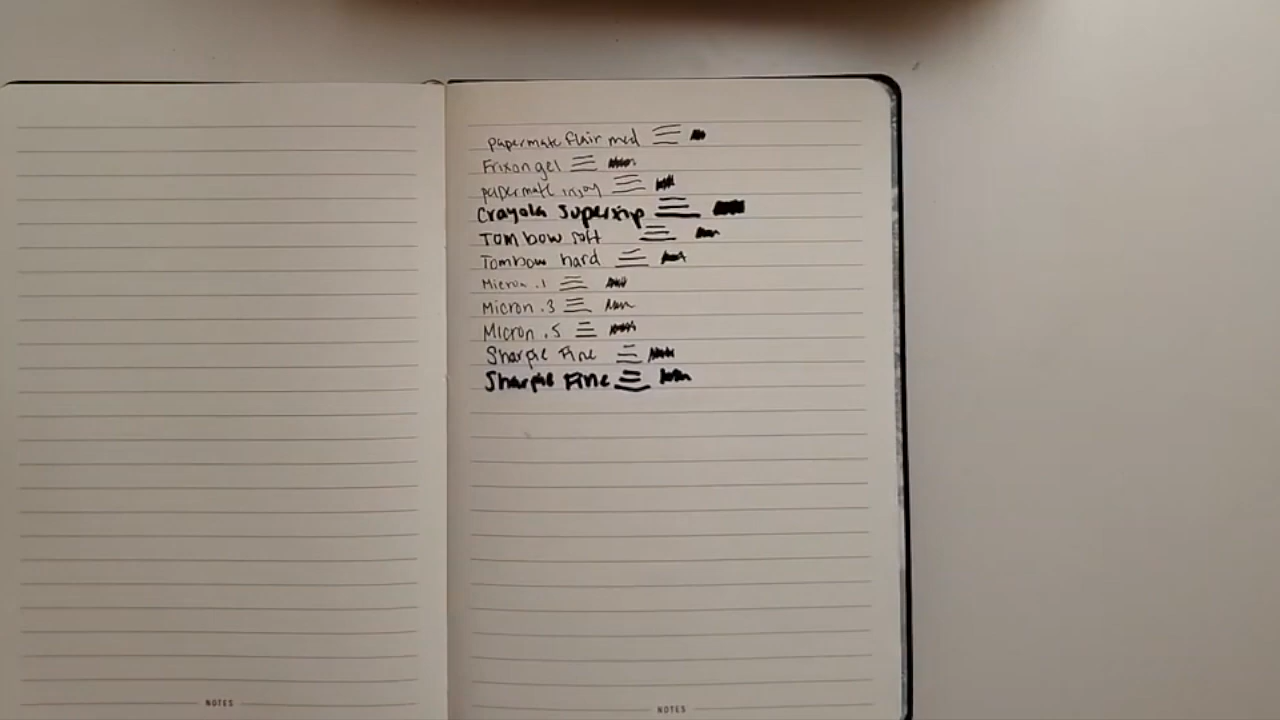 papermate flair med
Frixon gel
papermate injoy
Crayola Supertip
Tombow soft
Tombow hard
Micron .1
Micron .3
Micron .5
Sharpie Fine
Sharpie Fine
NOTES
NOTES